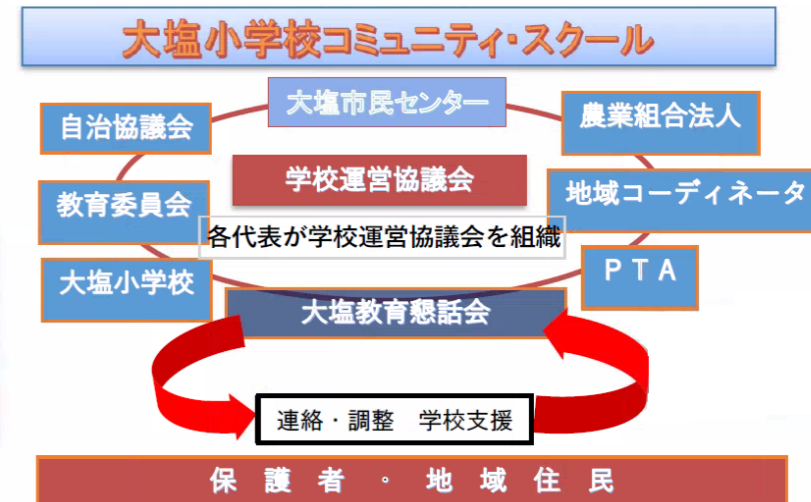 大塩小学校コミュニティ・スクール
大塩市民センター
自治協議会
農業組合法人
学校運営協議会
教育委員会
地域コーディネータ
各代表が学校運営協議会を組織
大塩小学校
PTA
大塩教育懇話会
連絡・調整　学校支援
保護者・地域住民